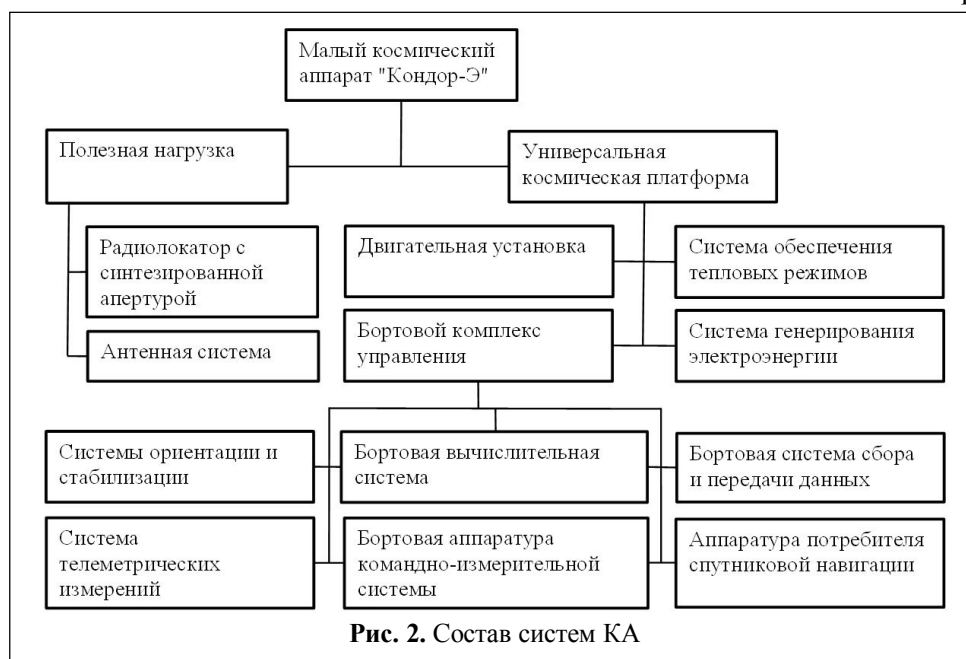 Малый космический
аппарат "Кондор-Э"
Полезная нагрузка
Универсальная
космическая платформа
Радиолокатор с
синтезированной
апертурой
Двигательная установка
Система обеспечения
тепловых режимов
Антенная система
Бортовой комплекс
управления
Система генерирования
электроэнергии
Системы ориентации и
стабилизации
Бортовая вычислительная
система
Бортовая система сбора
и передачи данных
Система
телеметрических
измерений
Бортовая аппаратура
командно-измерительной
системы
Аппаратура потребителя
спутниковой навигации
Рис. 2. Состав систем КА